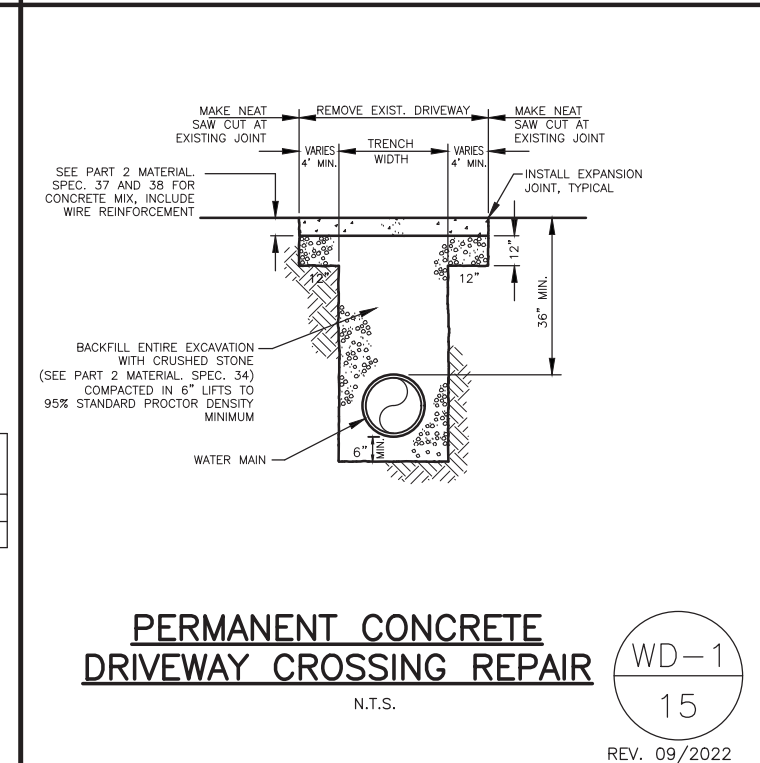 MAKE NEAT
SAW CUT AT
EXISTING JOINT
REMOVE EXIST. DRIVEWAY
MAKE NEAT
SAW CUT AT
EXISTING JOINT
VARIES
4' MIN.
TRENCH
WIDTH
VARIES
4' MIN.
SEE PART 2 MATERIAL.
SPEC. 37 AND 38 FOR
CONCRETE MIX, INCLUDE
WIRE REINFORCEMENT
INSTALL EXPANSION
JOINT, TYPICAL
12"
12"
12"
36" MIN.
BACKFILL ENTIRE EXCAVATION
WITH CRUSHED STONE
(SEE PART 2 MATERIAL. SPEC. 34)
COMPACTED IN 6" LIFTS TO
95% STANDARD PROCTOR DENSITY
MINIMUM
WATER MAIN
6"
MIN.
PERMANENT CONCRETE
DRIVEWAY CROSSING REPAIR
N.T.S.
WD-1
15
REV. 09/2022